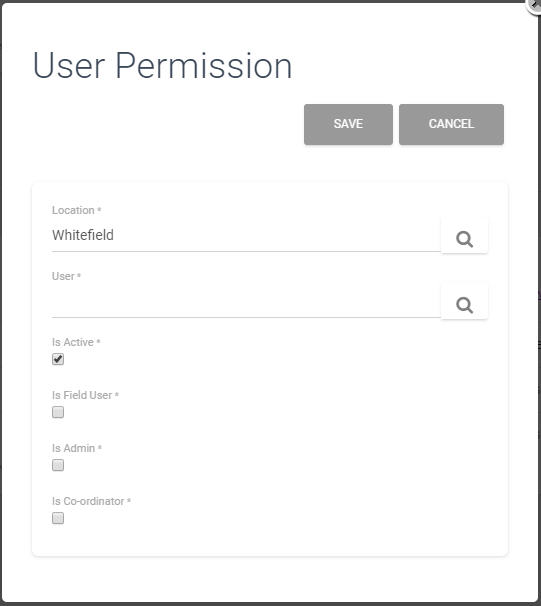 User Permission
SAVE CANCEL
Location *
Whitefield
User *
Is Active *
Is Field User *
Is Admin *
Is Co-ordinator *